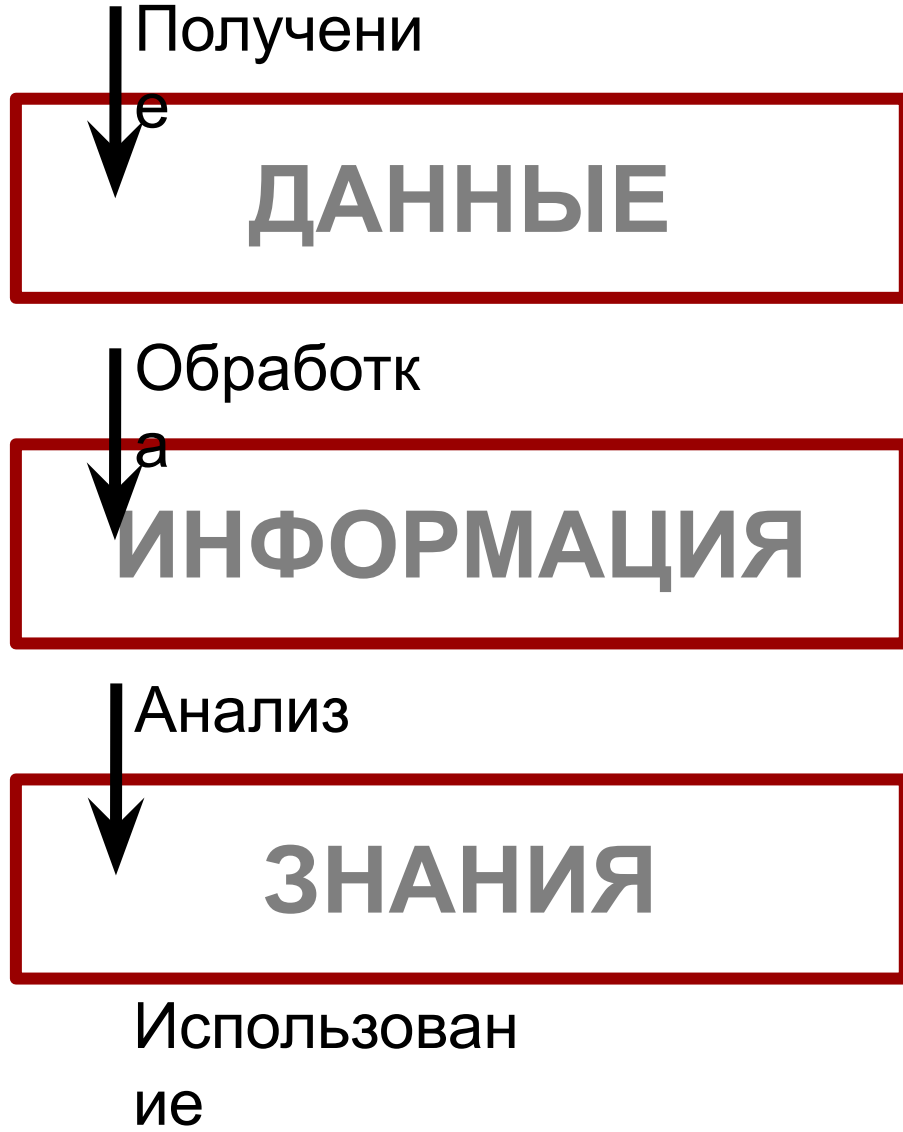 Получени
е
ДАННЫЕ
Обработк
а
ИНФОРМАЦИЯ
Анализ
ЗНАНИЯ
Использован
ие